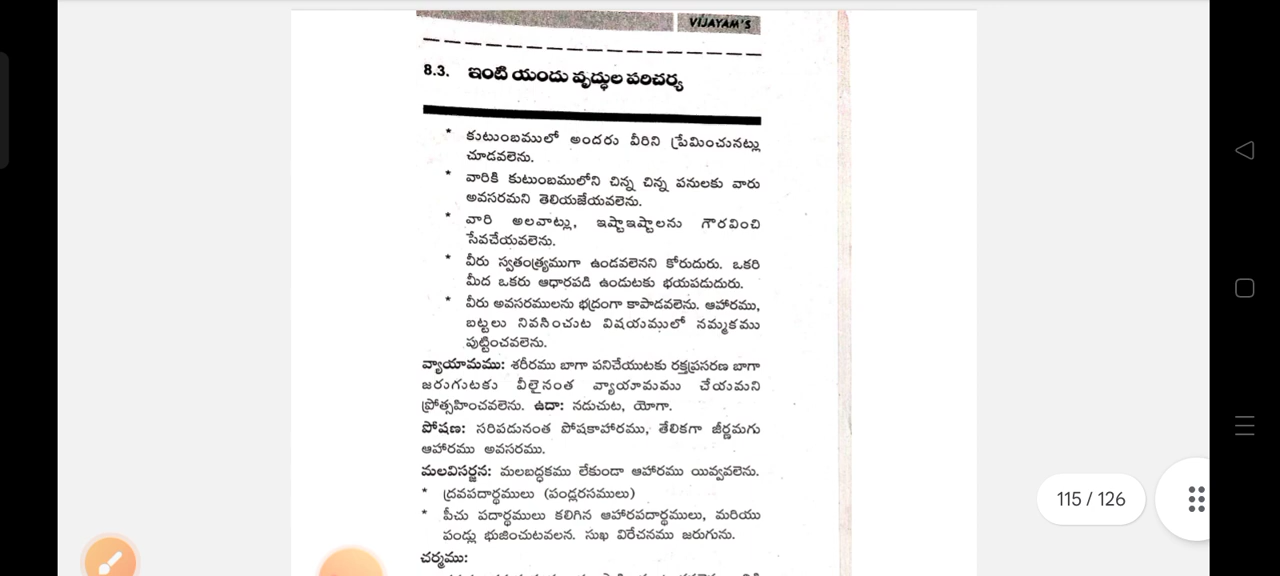 VIJAYAM'S
8.3. ఇంటి యందు వృద్ధుల పరిచర్య
* కుటుంబములో అందరు వీరిని ప్రేమించునట్లు
చూడవలెను.
* వారికి కుటుంబములోని చిన్న చిన్న పనులకు వారు
అవసరమని తెలియజేయవలెను.
* వారి అలవాట్లు, ఇష్టాఇష్టాలను గౌరవించి
సేవచేయవలెను.
* వీరు స్వతంత్ర్యముగా ఉండవలెనని కోరుదురు. ఒకరి
మీద ఒకరు ఆధారపడి ఉండుటకు భయపడుదురు.
* వీరు అవసరములను భద్రంగా కాపాడవలెను. ఆహారము,
బట్టలు నివసించుట విషయములో నమ్మకము
పుట్టించవలెను.
వ్యాయామము: శరీరము బాగా పనిచేయుటకు రక్తప్రసరణ బాగా
జరుగుటకు వీలైనంత వ్యాయామము చేయమని
ప్రోత్సహించవలెను. ఉదా: నడుచుట, యోగా.
పోషణ: సరిపడునంత పోషకాహారము, తేలికగా జీర్ణమగు
ఆహారము అవసరము.
మలవిసర్జన: మలబద్ధకము లేకుండా ఆహారము యివ్వవలెను.
* ద్రవపదార్థములు (పండ్లరసములు)
* పీచు పదార్థములు కలిగిన ఆహారపదార్థములు, మరియు
పండ్లు భుజించుటవలన. సుఖ విరేచనము జరుగును.
చర్మము:
115 / 126